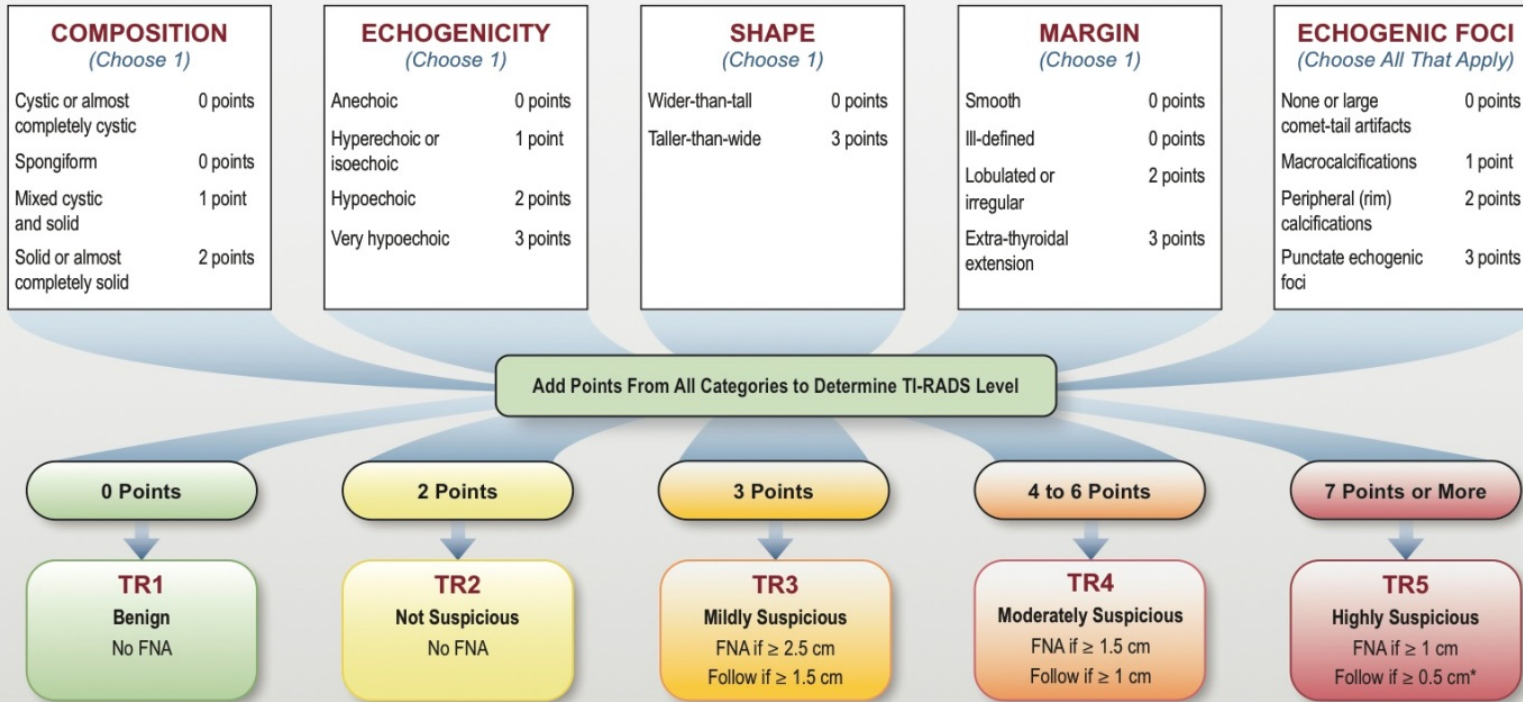 COMPOSITION
(Choose 1)
Cystic or almost 0 points
completely cystic
Spongiform 0 points
Mixed cystic 1 point
and solid
Solid or almost 2 points
completely solid
ECHOGENICITY
(Choose 1)
Anechoic 0 points
Hyperechoic or 1 point
isoechoic
Hypoechoic 2 points
Very hypoechoic 3 points
SHAPE
(Choose 1)
Wider-than-tall 0 points
Taller-than-wide 3 points
MARGIN
(Choose 1)
Smooth 0 points
Ill-defined 0 points
Lobulated or 2 points
irregular
Extra-thyroidal 3 points
extension
ECHOGENIC FOCI
(Choose All That Apply)
None or large 0 points
comet-tail artifacts
Macrocalcifications 1 point
Peripheral (rim) 2 points
calcifications
Punctate echogenic 3 points
foci
Add Points From All Categories to Determine TI-RADS Level
0 Points
2 Points
3 Points
4 to 6 Points
7 Points or More
TR1
Benign
No FNA
TR2
Not Suspicious
No FNA
TR3
Mildly Suspicious
FNA if ≥ 2.5 cm
Follow if ≥ 1.5 cm
TR4
Moderately Suspicious
FNA if ≥ 1.5 cm
Follow if ≥ 1 cm
TR5
Highly Suspicious
FNA if ≥ 1 cm
Follow if ≥ 0.5 cm*